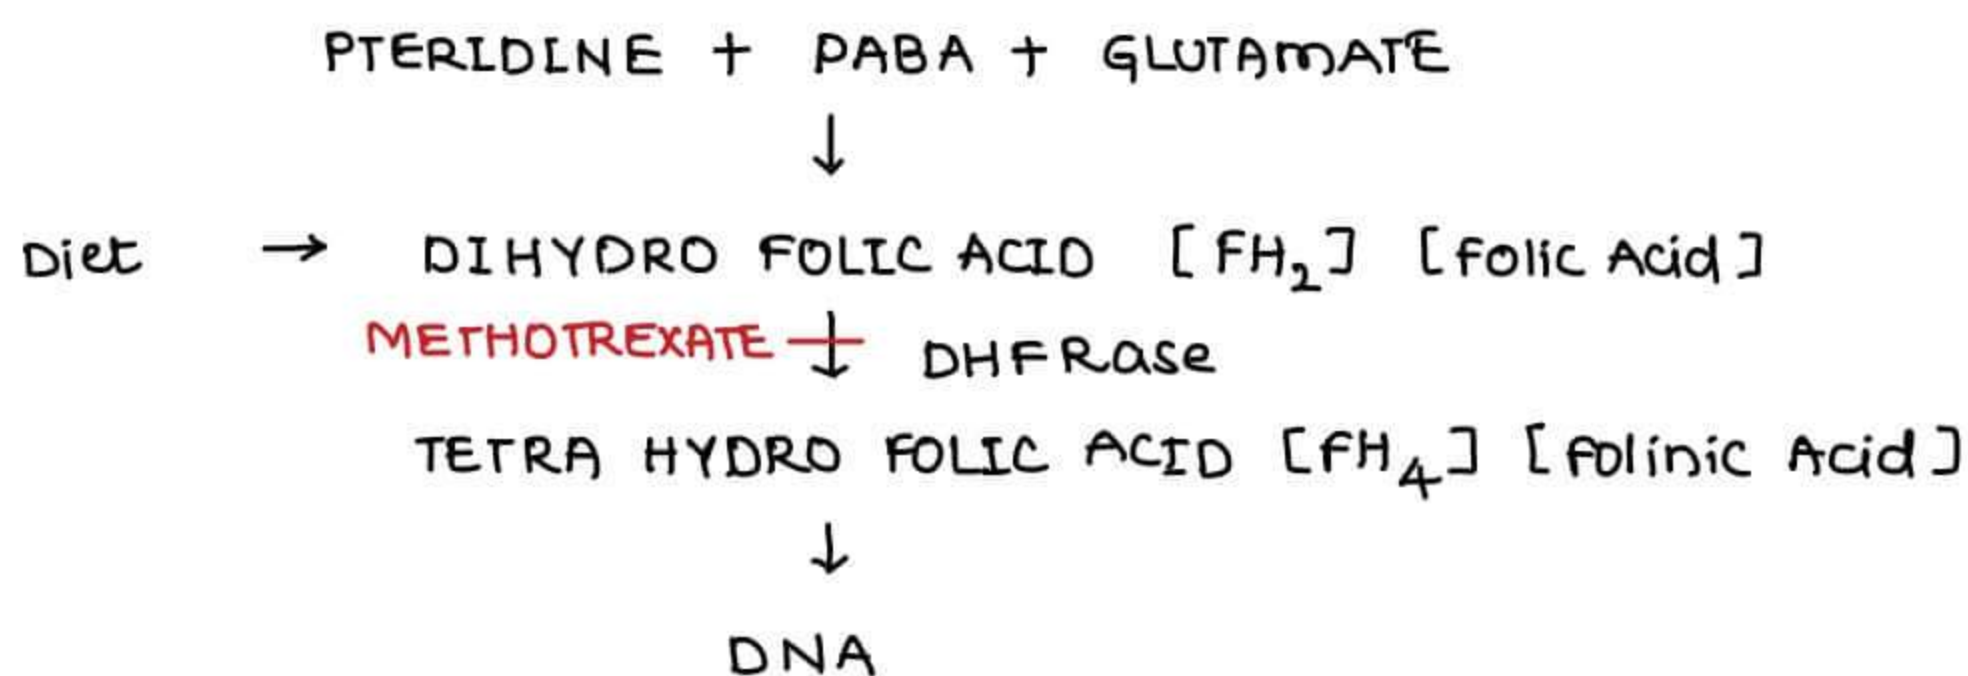 PTERIDINE + PABA + GLUTAMATE
↓
Diet → DIHYDRO FOLIC ACID [FH₂] [Folic Acid]
METHOTREXATE ↓ DHFRase
TETRA HYDRO FOLIC ACID [FH₄] [Folinic Acid]
↓
DNA